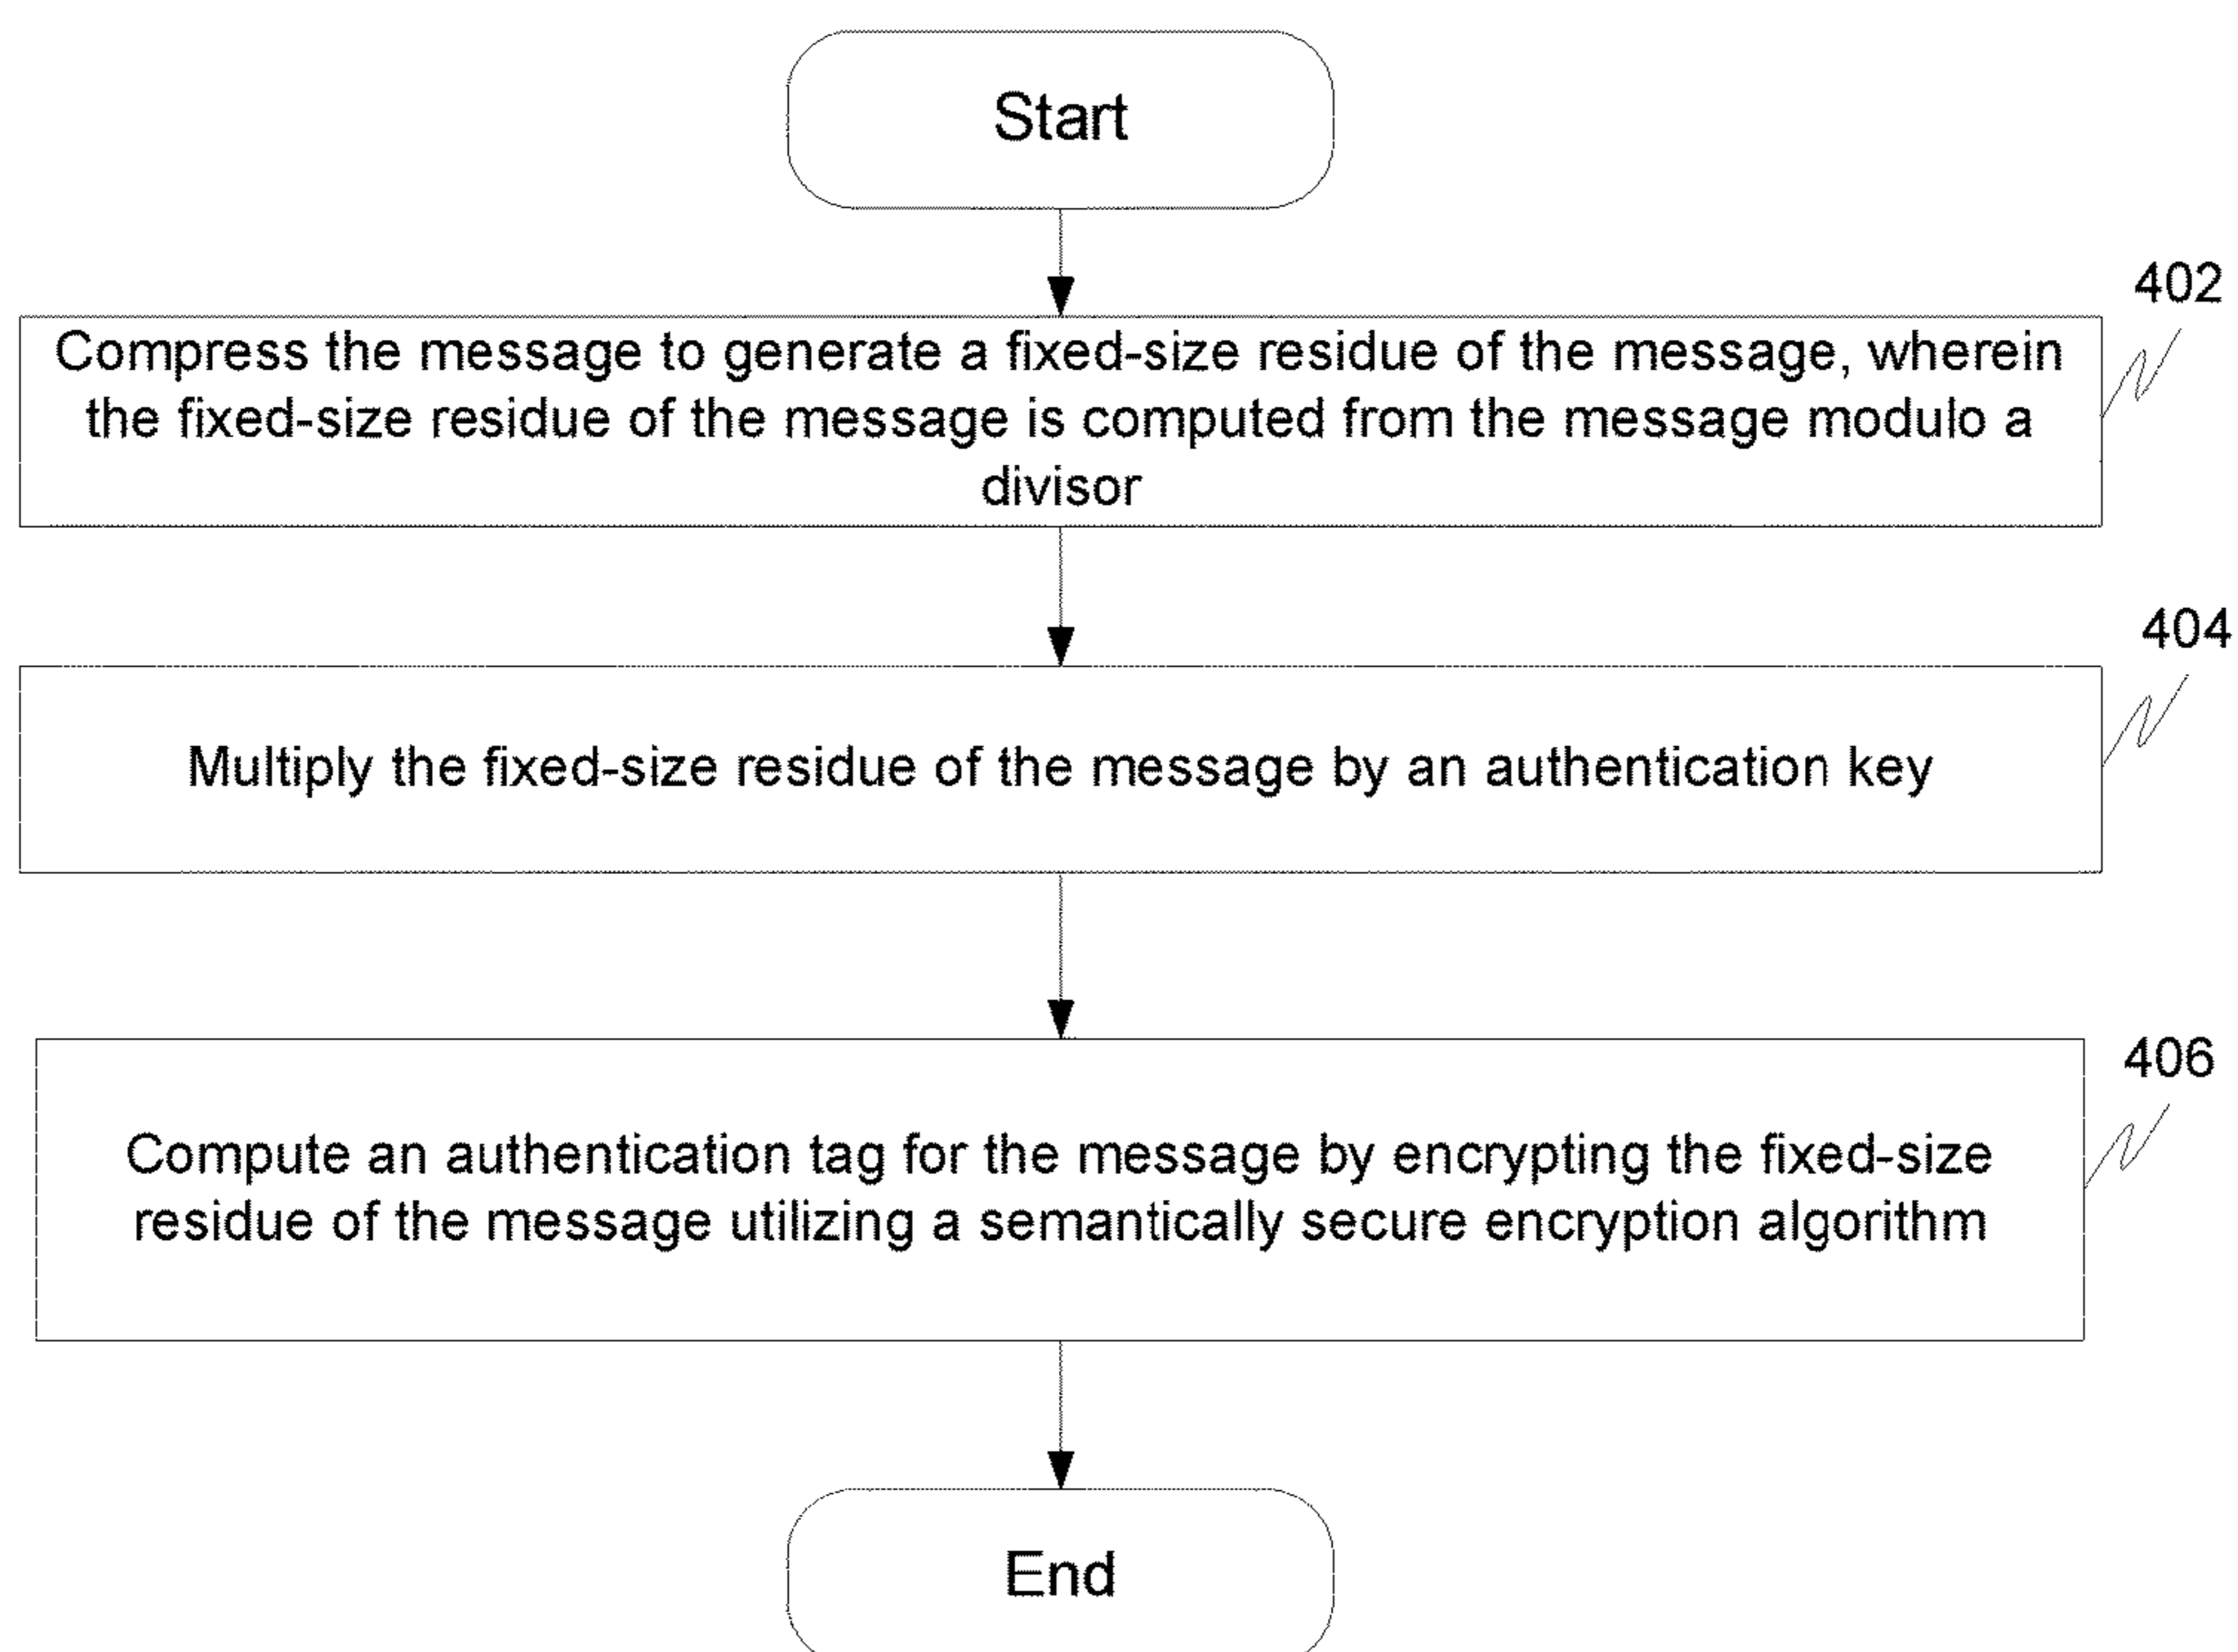 Start
402
Compress the message to generate a fixed-size residue of the message, wherein
the fixed-size residue of the message is computed from the message modulo a
divisor
404
Multiply the fixed-size residue of the message by an authentication key
406
Compute an authentication tag for the message by encrypting the fixed-size
residue of the message utilizing a semantically secure encryption algorithm
End